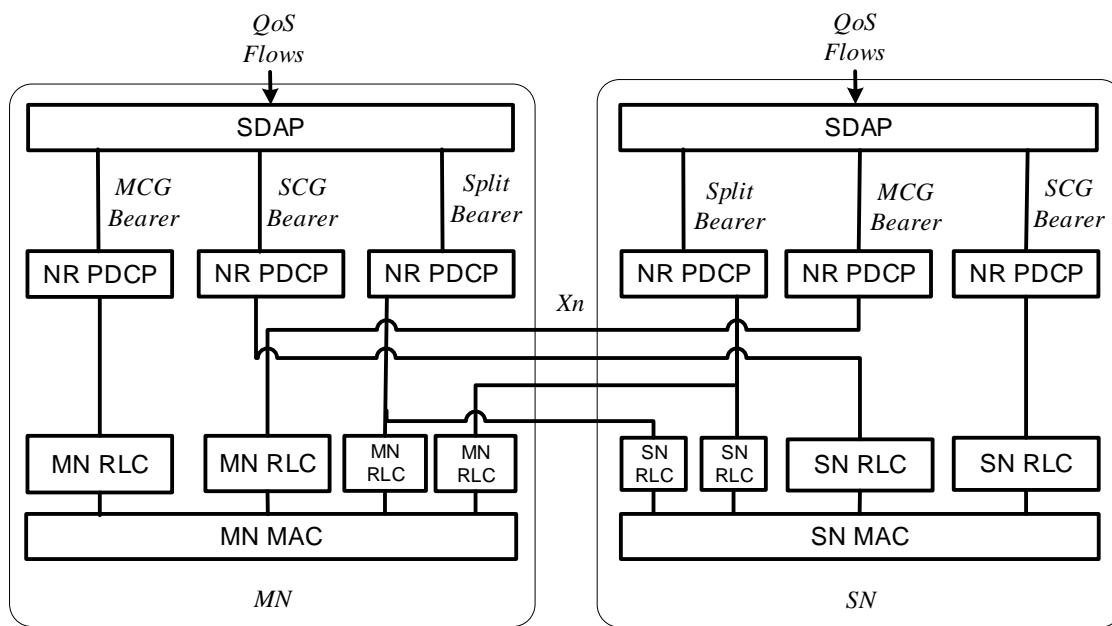 QoS
Flows
QoS
Flows
SDAP
SDAP
MCG
Bearer
SCG
Bearer
Split
Bearer
Split
Bearer
MCG
Bearer
SCG
Bearer
NR PDCP
NR PDCP
NR PDCP
NR PDCP
NR PDCP
NR PDCP
Xn
MN RLC
MN RLC
MN
RLC
MN
RLC
SN
RLC
SN
RLC
SN RLC
SN RLC
MN MAC
SN MAC
MN
SN